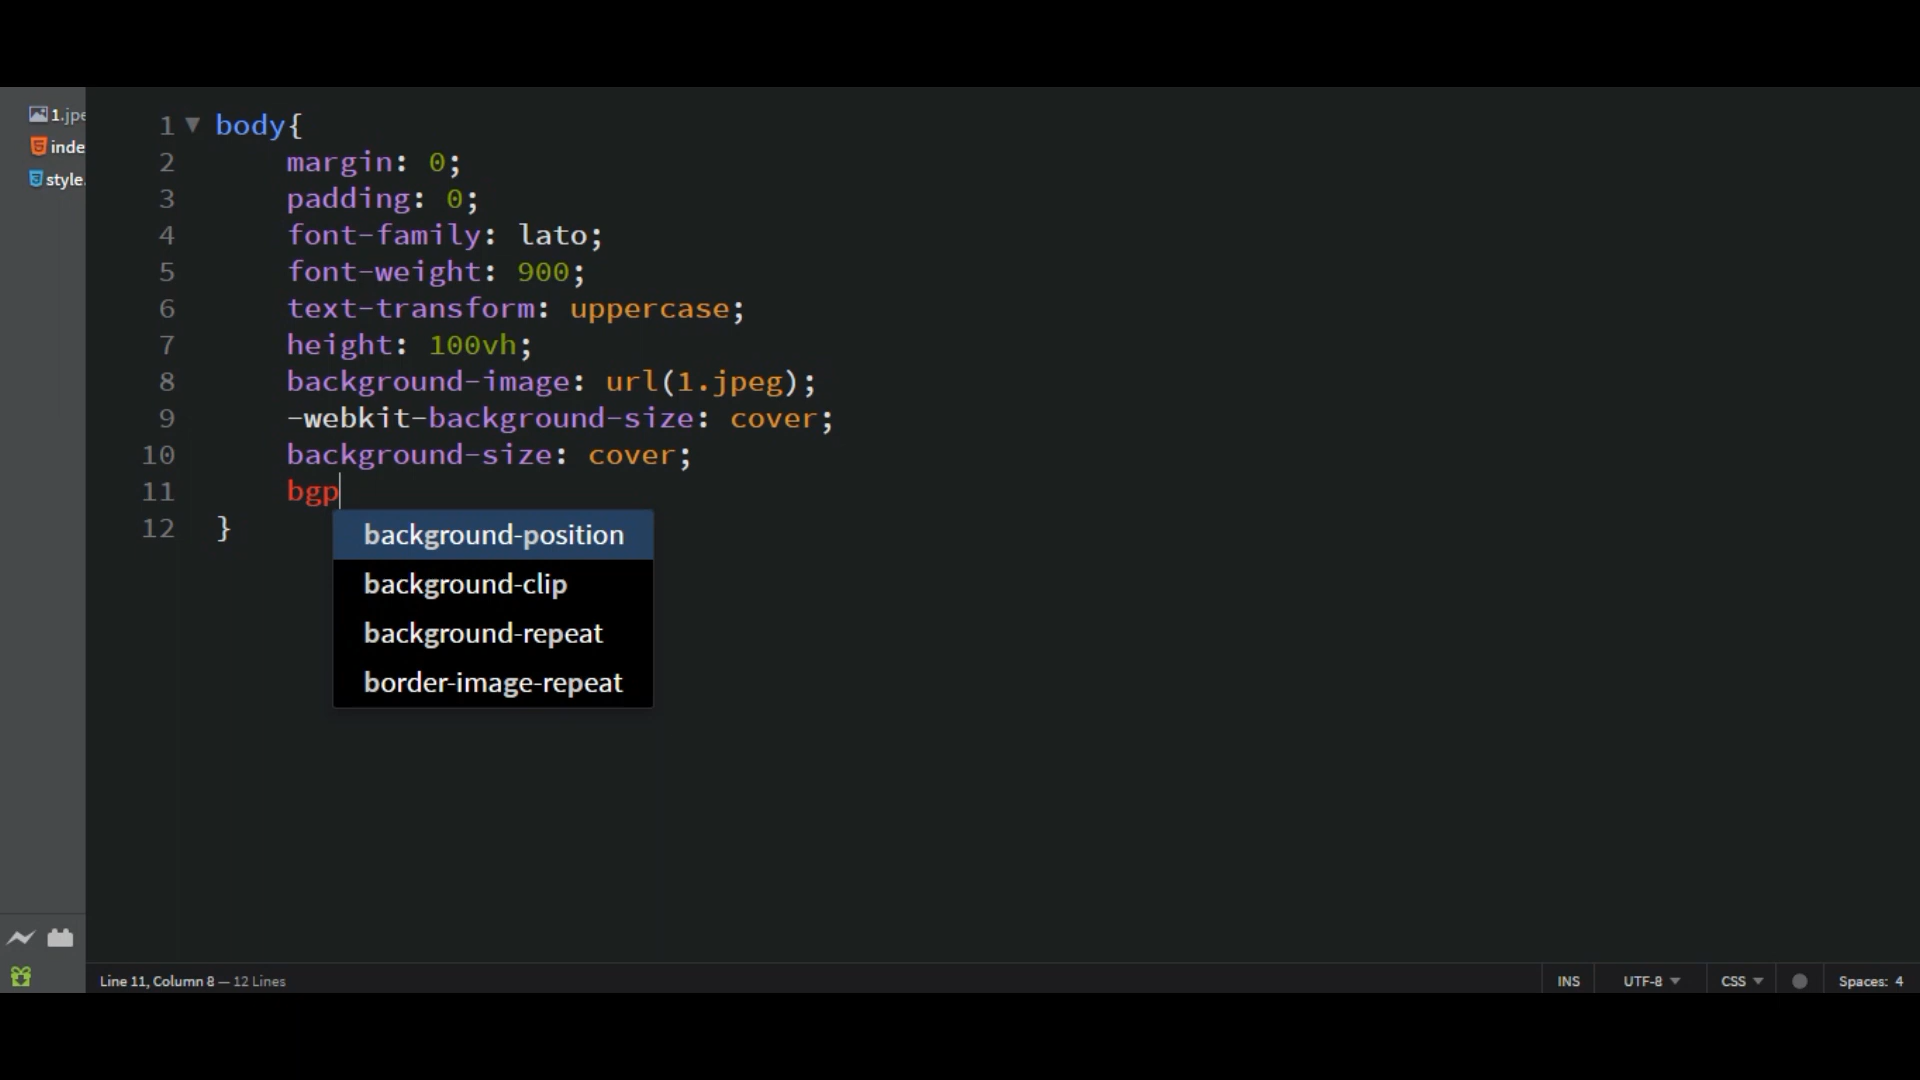 1.jpe
inde
style.
1 body{
2 margin: 0;
3 padding: 0;
4 font-family: lato;
5 font-weight: 900;
6 text-transform: uppercase;
7 height: 100vh;
8 background-image: url(1.jpeg);
9 -webkit-background-size: cover;
10 background-size: cover;
11 bgp
12 }
background-position
background-clip
background-repeat
border-image-repeat
Line 11, Column 8 — 12 Lines INS UTF-8 CSS Spaces: 4